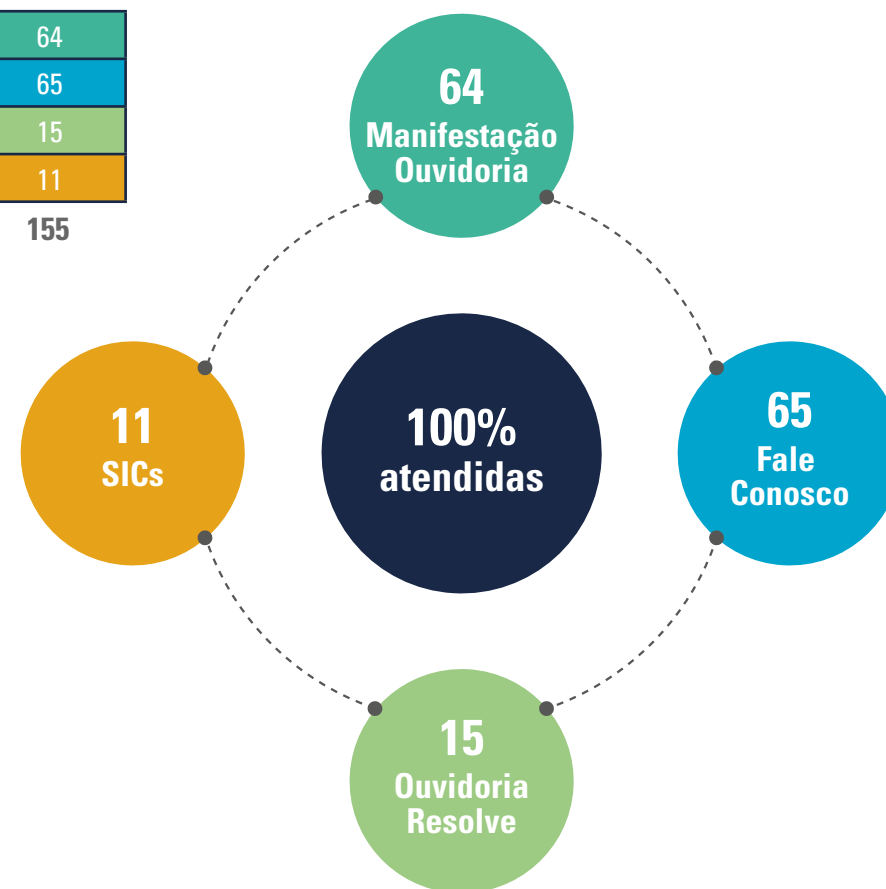 64
65
15
11
155
64
Manifestação
Ouvidoria
11
SICs
100%
atendidas
65
Fale
Conosco
15
Ouvidoria
Resolve